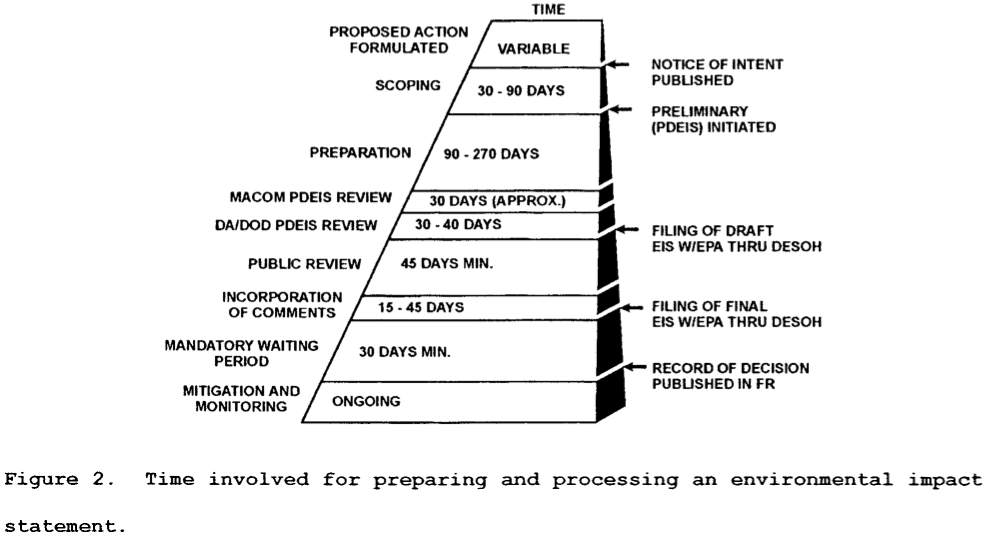 TIME
PROPOSED ACTION
FORMULATED
VARIABLE
NOTICE OF INTENT
PUBLISHED
SCOPING
30 - 90 DAYS
PRELIMINARY
(PDEIS) INITIATED
PREPARATION
90 - 270 DAYS
MACOM PDEIS REVIEW
30 DAYS (APPROX.)
DA/DOD PDEIS REVIEW
30 - 40 DAYS
FILING OF DRAFT
EIS W/EPA THRU DESOH
PUBLIC REVIEW
45 DAYS MIN.
INCORPORATION
OF COMMENTS
15 - 45 DAYS
FILING OF FINAL
EIS W/EPA THRU DESOH
MANDATORY WAITING
PERIOD
30 DAYS MIN.
RECORD OF DECISION
PUBLISHED IN FR
MITIGATION AND
MONITORING
ONGOING
Figure 2. Time involved for preparing and processing an environmental impact
statement.